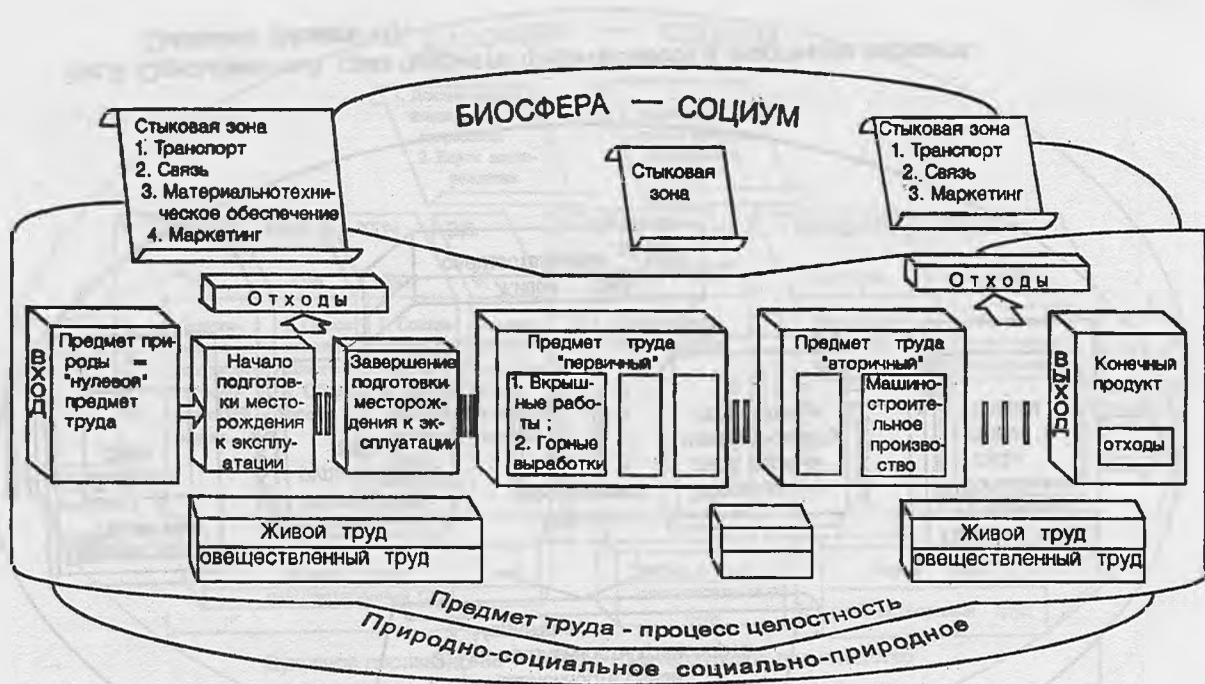 БИОСФЕРА — СОЦИУМ
Стыковая зона
1. Транспорт
2. Связь
3. Материальнотехни-
ческое обеспечение
4. Маркетинг
Стыковая
зона
Стыковая зона
1. Транспорт
2. Связь
3. Маркетинг
Отходы
Отходы
ВХОД
Предмет при-
роды =
"нулевой"
предмет
труда
Начало
подготов-
ки место-
рождения
к эксплу-
атации
Завершение
подготовки
месторож-
дения к эк-
сплуатации
Предмет труда
"первичный"
1. Вкрыш-
ные рабо-
ты ;
2. Горные
выработки
Предмет труда
"вторичный"
Машино-
строите-
льное
произво-
ство
ВЫХОД
Конечный
продукт
отходы
Живой труд
овеществленный труд
Живой труд
овеществленный труд
Предмет труда - процесс целостность
Природно-социальное социально-природное